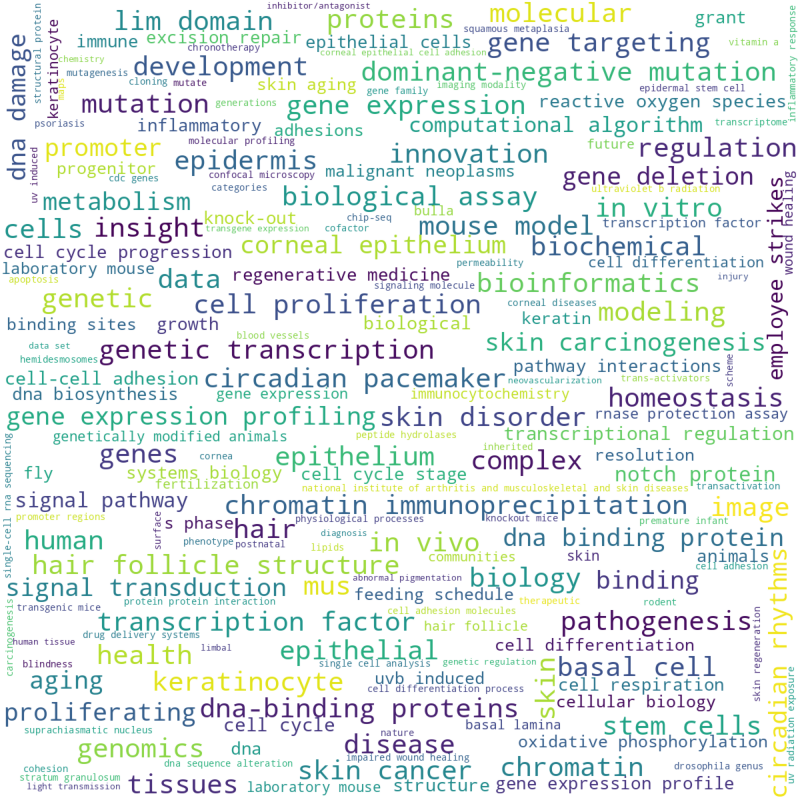 inhibitor/antagonist
lim domain
proteins
molecular
grant
squamous metaplasia
immune
excision repair
epithelial cells
gene targeting
vitamin a
chronotherapy
corneal epithelial cell adhesion
development
dominant-negative mutation
chemistry
mutagenesis
cloning
mutate
skin aging
imaging modality
gene family
epidermal stem cell
mutation
generations
gene expression
reactive oxygen species
psoriasis
inflammatory
adhesions
computational algorithm
transcriptome
promoter
molecular profiling
epidermis
innovation
future
regulation
progenitor
cdc genes
confocal microscopy
malignant neoplasms
gene deletion
categories
ultraviolet b radiation
metabolism
biological assay
in vitro
cells
insight
knock-out
transgene expression
chip-seq
cofactor
bulla
mouse model
transcription factor
cell cycle progression
corneal epithelium
biochemical
laboratory mouse
data
regenerative medicine
permeability
cell differentiation
apoptosis
signaling molecule
bioinformatics
injury
genetic
cell proliferation
corneal diseases
modeling
binding sites
growth
biological
keratin
data set
blood vessels
genetic transcription
skin carcinogenesis
hemidesmosomes
pathway interactions
cell-cell adhesion
circadian pacemaker
neovascularization
trans-activators
dna biosynthesis
gene expression
immunocytochemistry
homeostasis
gene expression profiling
skin disorder
rnase protection assay
genetically modified animals
peptide hydrolases
transcriptional regulation
genes
cornea
epithelium
inherited
complex
resolution
fly
systems biology
fertilization
cell cycle stage
notch protein
national institute of arthritis and musculoskeletal and skin diseases
transactivation
signal pathway
chromatin immunoprecipitation
image
promoter regions
s phase
hair
physiological processes
knockout mice
premature infant
human
phenotype
postnatal
diagnosis
in vivo
dna binding protein
hair follicle structure
lipids
communities
skin
animals
cell adhesion
signal transduction
mus
abnormal pigmentation
feeding schedule
biology
binding
transgenic mice
protein protein interaction
therapeutic
rodent
transcription factor
cell adhesion molecules
hair follicle
pathogenesis
drug delivery systems
human tissue
limbal
health
epithelial
cell differentiation
genetic regulation
blindness
single cell analysis
basal cell
aging
keratinocyte
uvb induced
cell differentiation process
cell respiration
proliferating
dna-binding proteins
cellular biology
suprachiasmatic nucleus
cell cycle
basal lamina
stem cells
nature
genomics
dna
disease
oxidative phosphorylation
impaired wound healing
cohesion
dna sequence alteration
skin cancer
chromatin
drosophila genus
stratum granulosum
light transmission
tissues
laboratory mouse
structure
gene expression profile
dna damage
structural protein
keratinocyte
maps
uv induced
inflammatory response
wound healing
employee strikes
scheme
single-cell rna sequencing
surface
carcinogenesis
skin
skin regeneration
circadian rhythms
uv radiation exposure